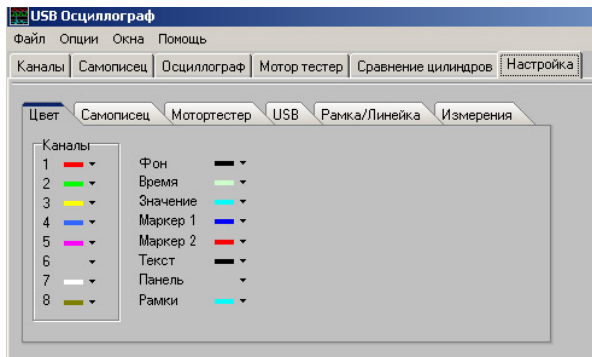 USB Осциллограф
Файл Опции Окна Помощь
Каналы Самописец Осциллограф Мотор тестер Сравнение цилиндров Настройка
Цвет Самописец Мотортестер USB Рамка/Линейка Измерения
Каналы
1 Фон
2 Время
3 Значение
4 Маркер 1
5 Маркер 2
6 Текст
7 Панель
8 Рамки